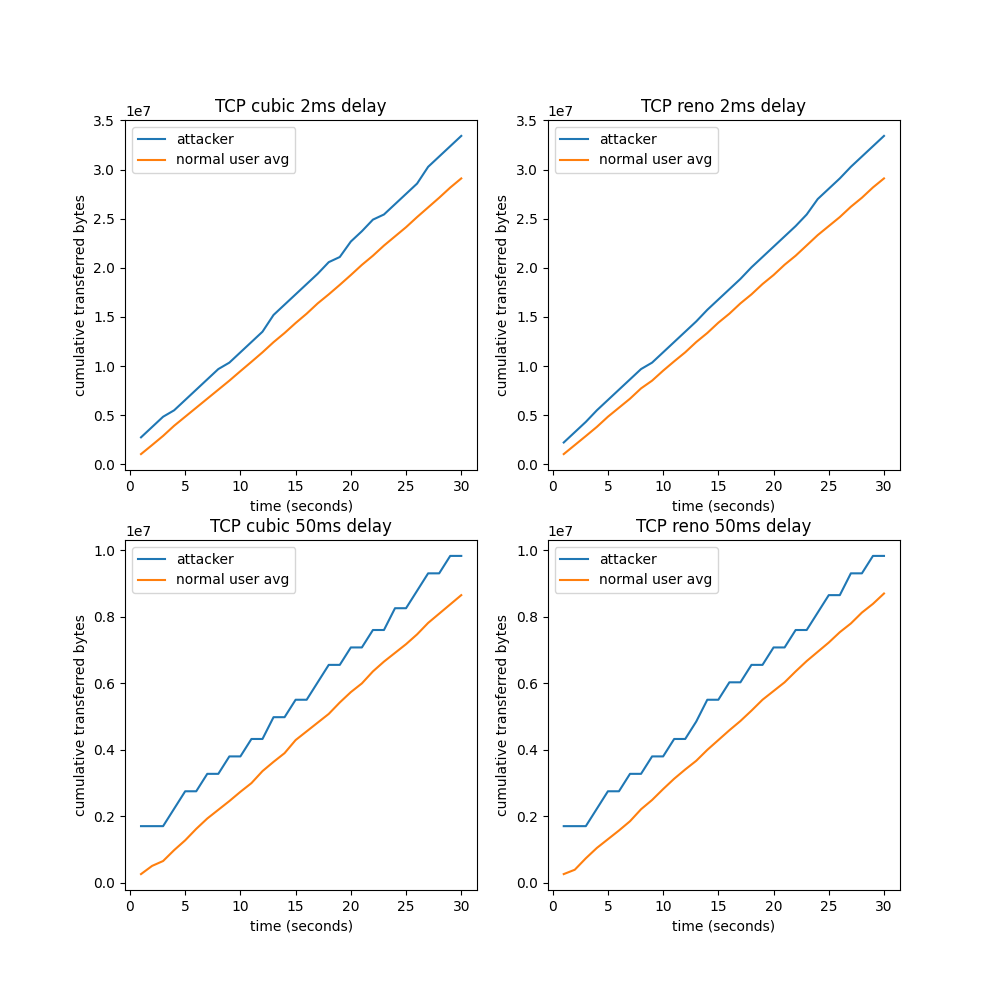 TCP cubic 2ms delay
1e7
attacker
normal user avg
cumulative transferred bytes
3.5
3.0
2.5
2.0
1.5
1.0
0.5
0.0
0 5 10 15 20 25 30
time (seconds)
TCP reno 2ms delay
1e7
attacker
normal user avg
cumulative transferred bytes
3.5
3.0
2.5
2.0
1.5
1.0
0.5
0.0
0 5 10 15 20 25 30
time (seconds)
TCP cubic 50ms delay
1e7
attacker
normal user avg
cumulative transferred bytes
1.0
0.8
0.6
0.4
0.2
0.0
0 5 10 15 20 25 30
time (seconds)
TCP reno 50ms delay
1e7
attacker
normal user avg
cumulative transferred bytes
1.0
0.8
0.6
0.4
0.2
0.0
0 5 10 15 20 25 30
time (seconds)